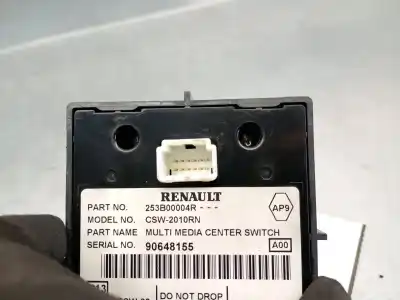 RENAULT
AP9
PART NO. 253B00004R - - -
MODEL NO. CSW-2010RN
PART NAME MULTI MEDIA CENTER SWITCH
SERIAL NO. 90648155 A00
DO NOT DROP